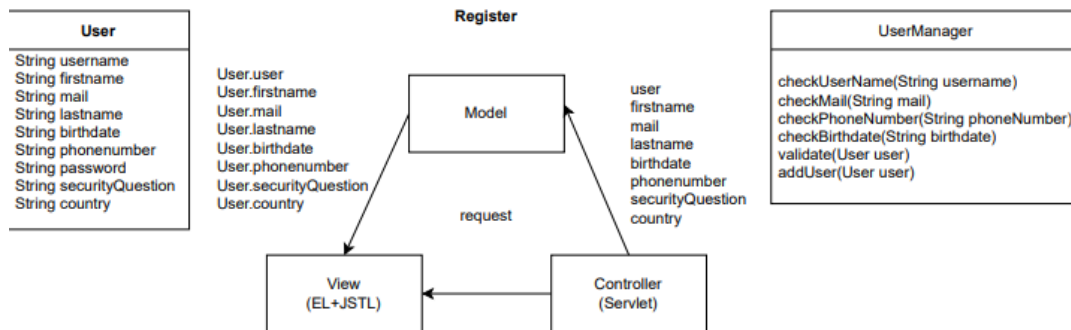 Register
User
String username
String firstname
String mail
String lastname
String birthdate
String phonenumber
String password
String securityQuestion
String country
User.user
User.firstname
User.mail
User.lastname
User.birthdate
User.phonenumber
User.securityQuestion
User.country
Model
request
user
firstname
mail
lastname
birthdate
phonenumber
securityQuestion
country
View
(EL+JSTL)
Controller
(Servlet)
UserManager
checkUserName(String username)
checkMail(String mail)
checkPhoneNumber(String phoneNumber)
checkBirthdate(String birthdate)
validate(User user)
addUser(User user)